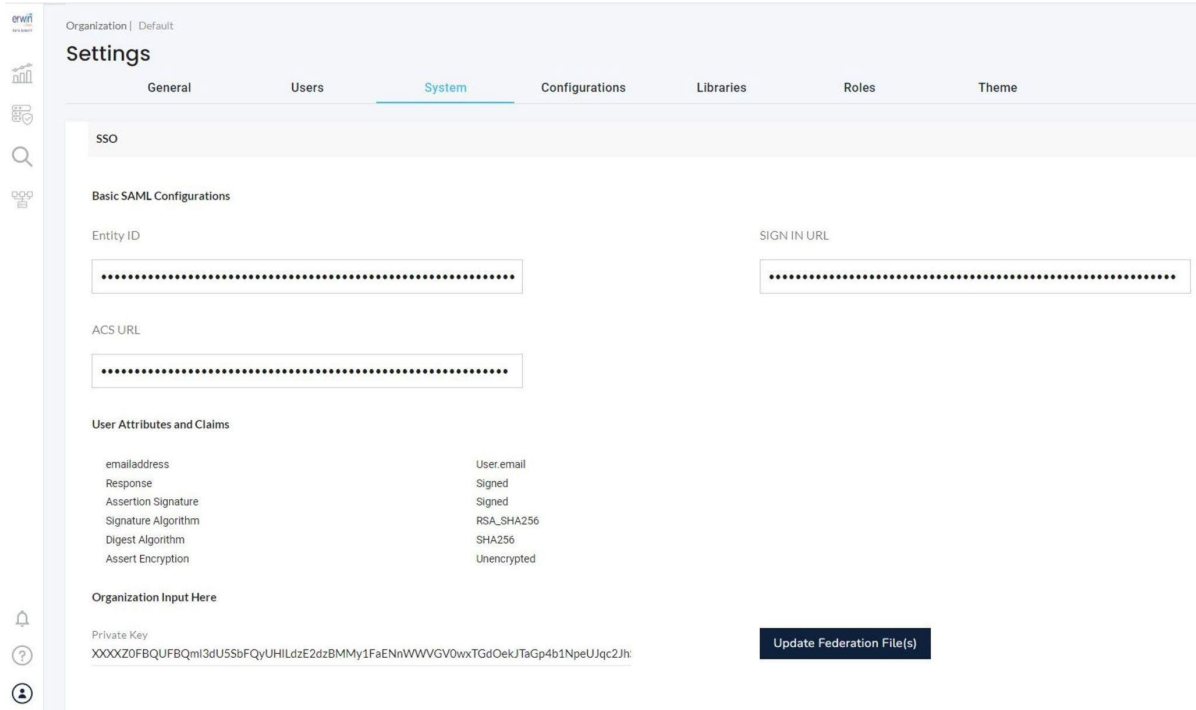 erwin
Organization | Default
Settings
General Users System Configurations Libraries Roles Theme
SSO
Basic SAML Configurations
Entity ID SIGN IN URL
ACS URL
User Attributes and Claims
emailaddress User.email
Response Signed
Assertion Signature Signed
Signature Algorithm RSA_SHA256
Digest Algorithm SHA256
Assert Encryption Unencrypted
Organization Input Here
Private Key
Update Federation File(s)